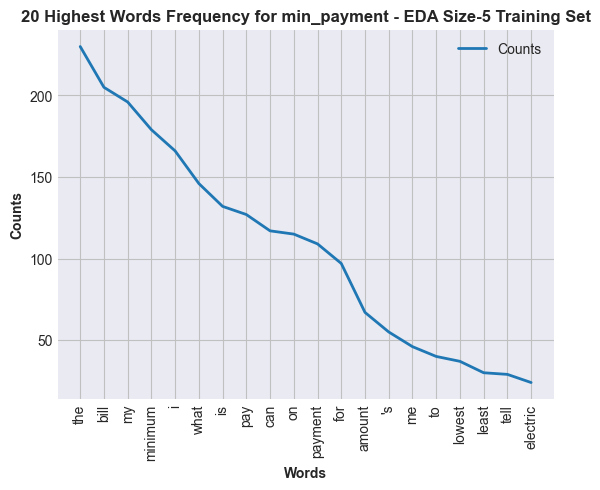 20 Highest Words Frequency for min_payment - EDA Size-5 Training Set
Counts
200
150
100
50
Counts
the
bill
my
minimum
i
what
is
pay
can
on
payment
for
amount
's
me
to
lowest
least
tell
electric
Words